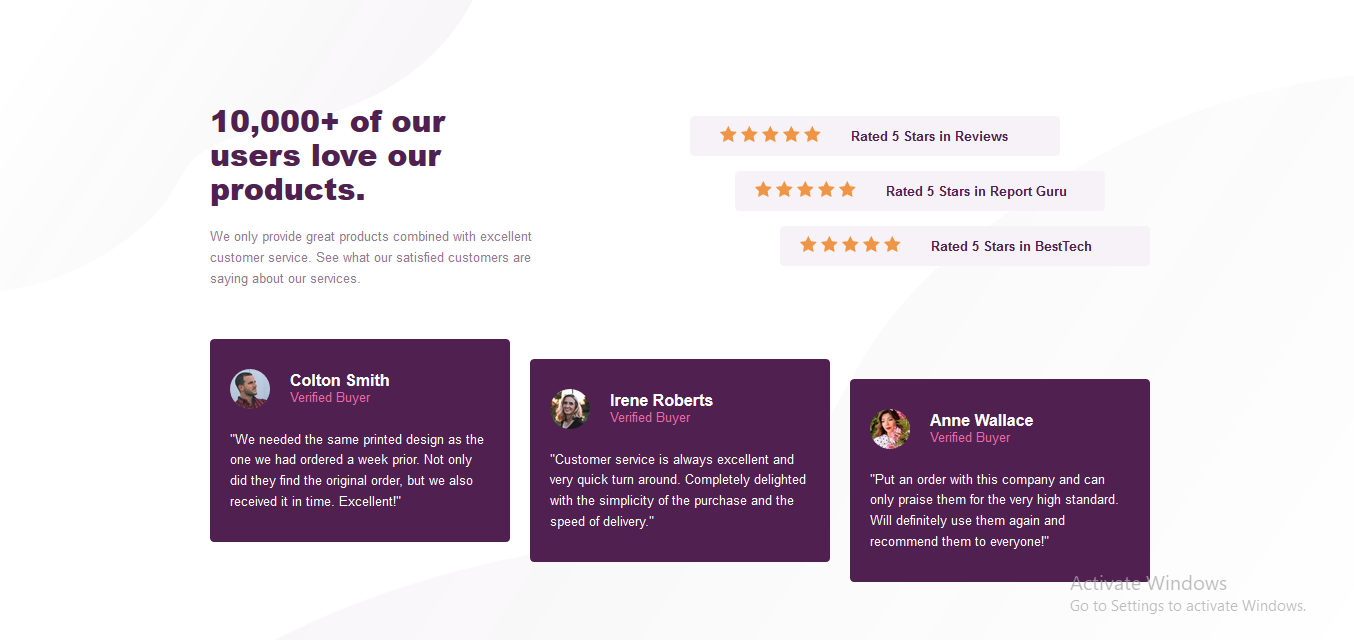 10,000+ of our
users love our
products.
We only provide great products combined with excellent
customer service. See what our satisfied customers are
saying about our services.
Rated 5 Stars in Reviews
Rated 5 Stars in Report Guru
Rated 5 Stars in BestTech
Colton Smith
Verified Buyer
"We needed the same printed design as the
one we had ordered a week prior. Not only
did they find the original order, but we also
received it in time. Excellent!"
Irene Roberts
Verified Buyer
"Customer service is always excellent and
very quick turn around. Completely delighted
with the simplicity of the purchase and the
speed of delivery."
Anne Wallace
Verified Buyer
"Put an order with this company and can
only praise them for the very high standard.
Will definitely use them again and
recommend them to everyone!"
Activate Windows
Go to Settings to activate Windows.